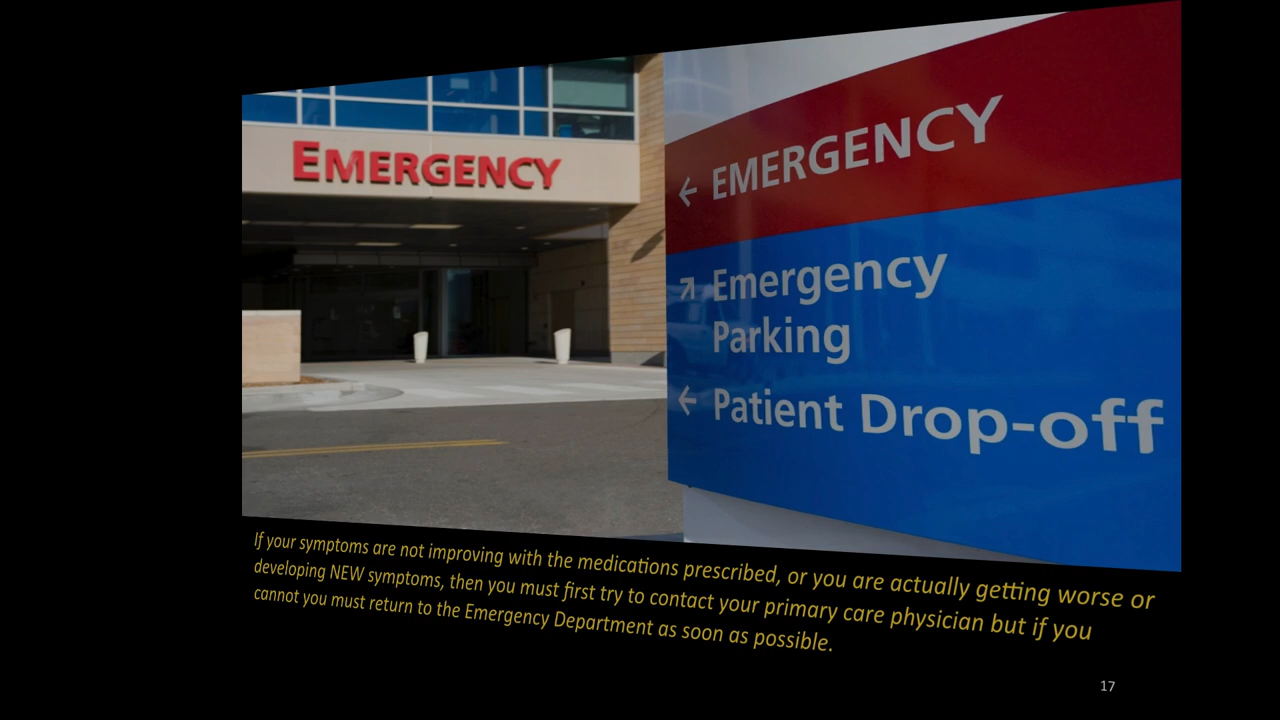 EMERGENCY
← EMERGENCY
↗ Emergency
Parking
← Patient Drop-off
If your symptoms are not improving with the medications prescribed, or you are actually getting worse or
developing NEW symptoms, then you must first try to contact your primary care physician but if you
cannot you must return to the Emergency Department as soon as possible.
17